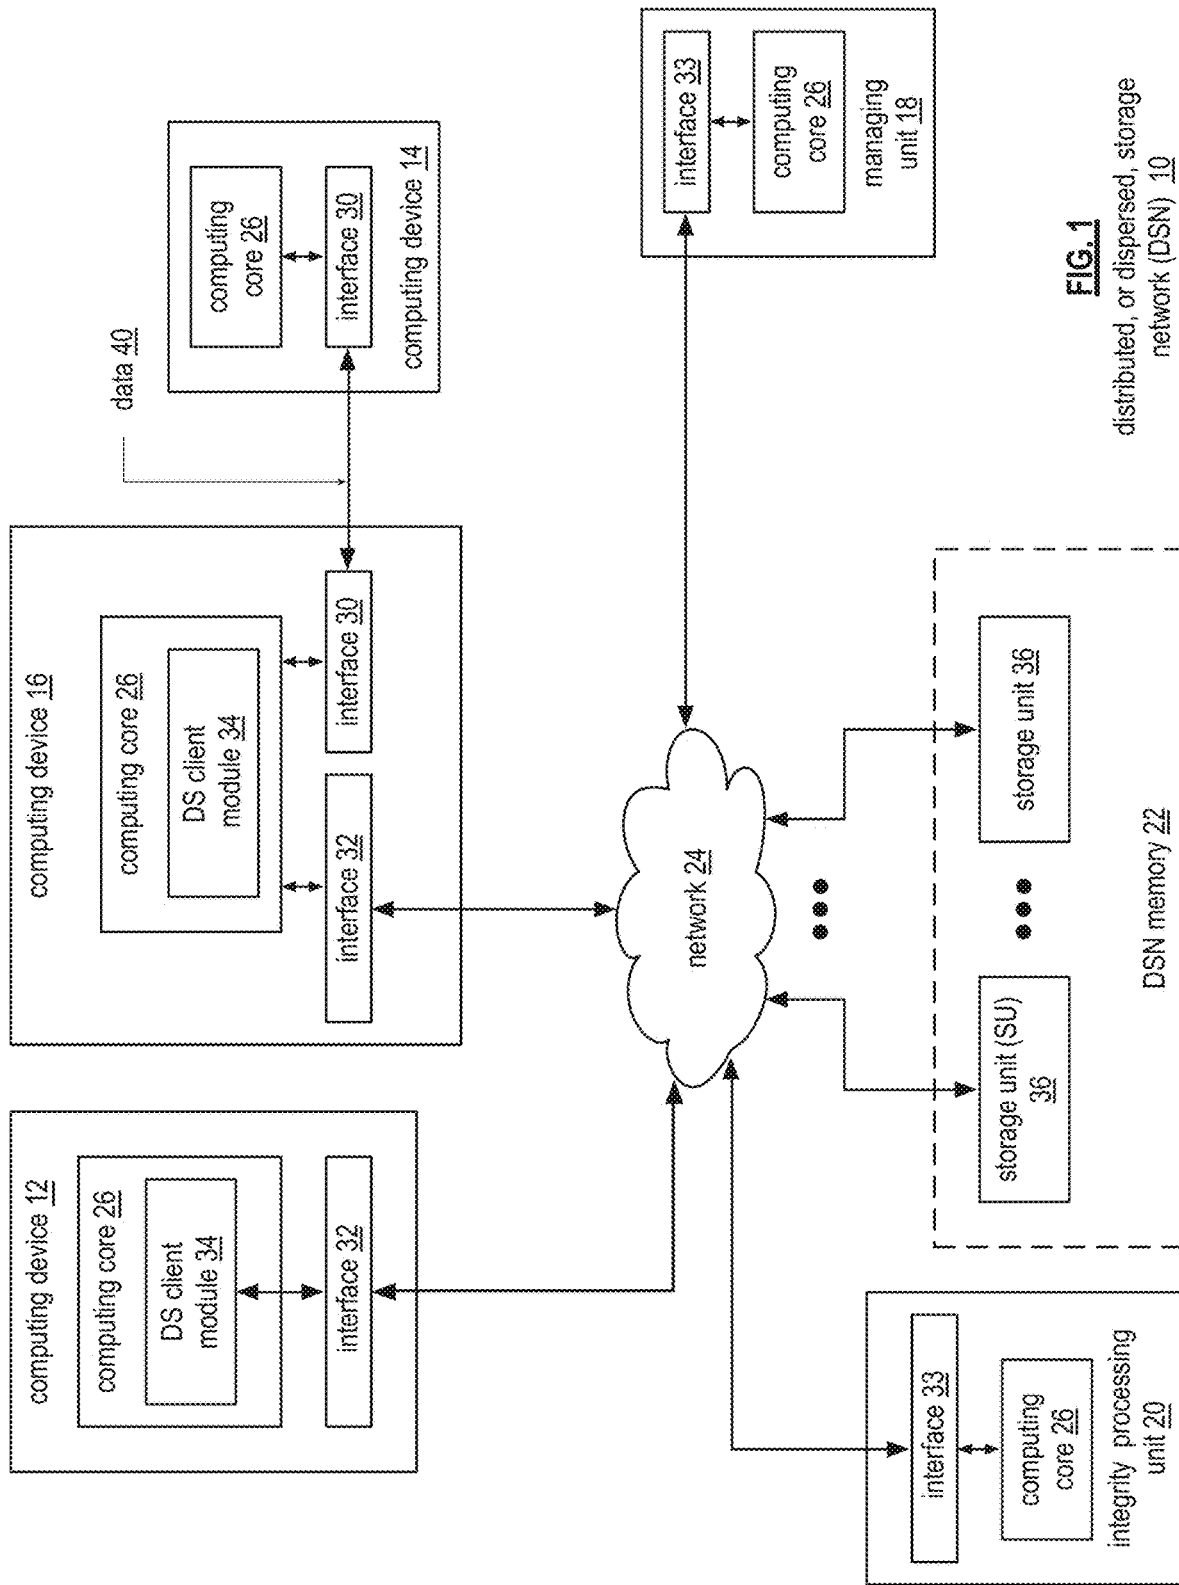 computing device 12
computing core 26
DS client
module 34
interface 32
computing device 16
computing core 26
DS client
module 34
interface 32
interface 30
data 40
computing
core 26
interface 30
computing device 14
network 24
interface 33
computing
core 26
integrity processing
unit 20
storage unit (SU)
36
storage unit 36
DSN memory 22
interface 33
computing
core 26
managing
unit 18
FIG. 1
distributed, or dispersed, storage
network (DSN) 10